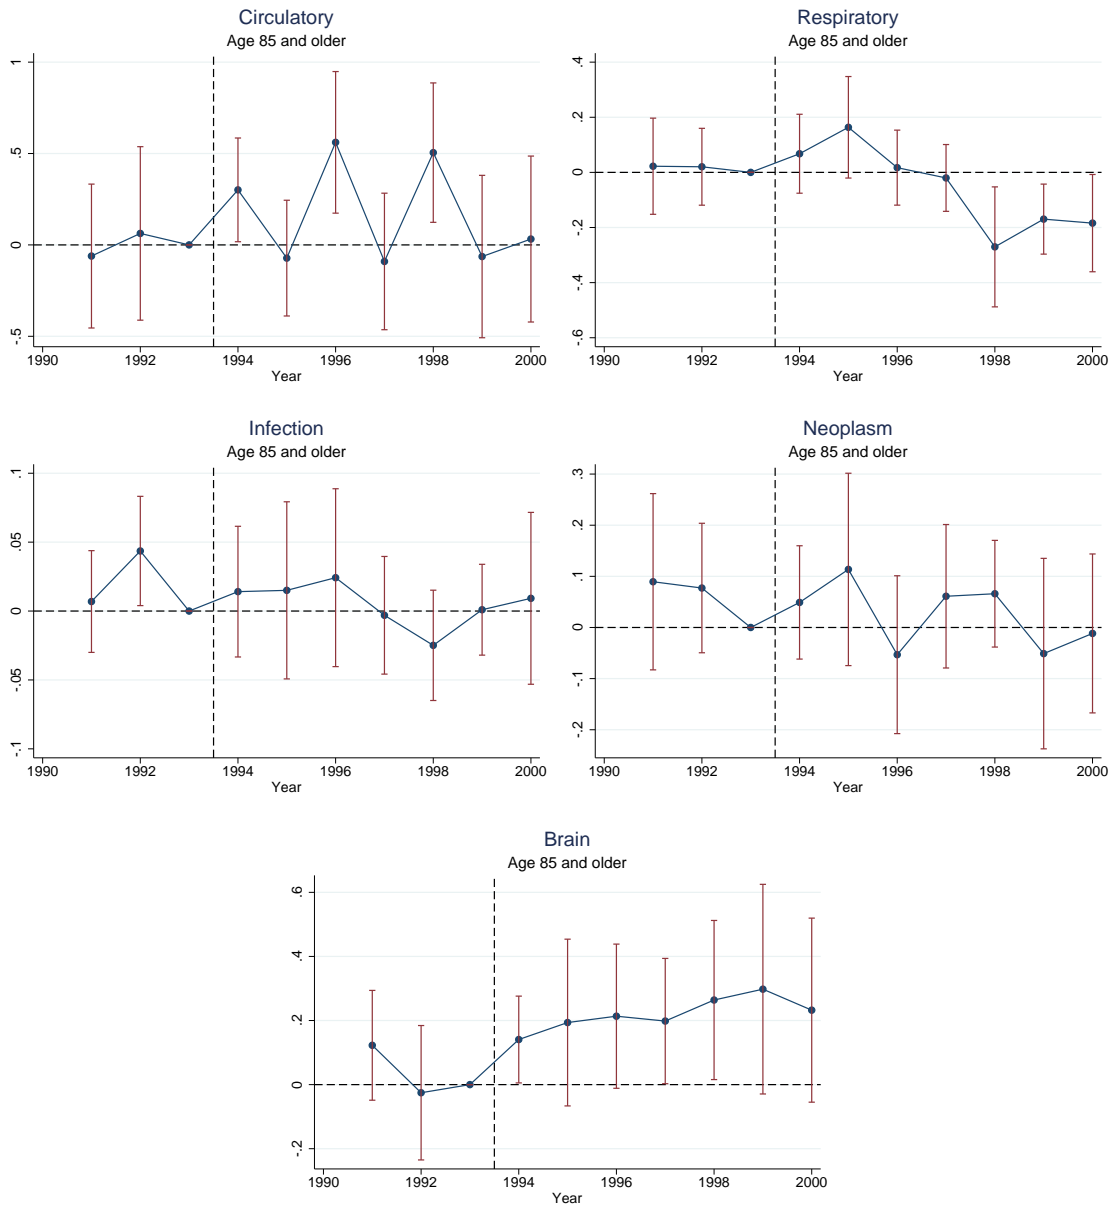 Circulatory
Age 85 and older
1
.5
0
-.5
1990 1992 1994 1996 1998 2000
Year
Respiratory
Age 85 and older
.4
.2
0
-.2
-.4
-.6
1990 1992 1994 1996 1998 2000
Year
Infection
Age 85 and older
.1
.05
0
-.05
-.1
1990 1992 1994 1996 1998 2000
Year
Neoplasm
Age 85 and older
.3
.2
.1
0
-.1
-.2
1990 1992 1994 1996 1998 2000
Year
Brain
Age 85 and older
.6
.4
.2
0
-.2
1990 1992 1994 1996 1998 2000
Year